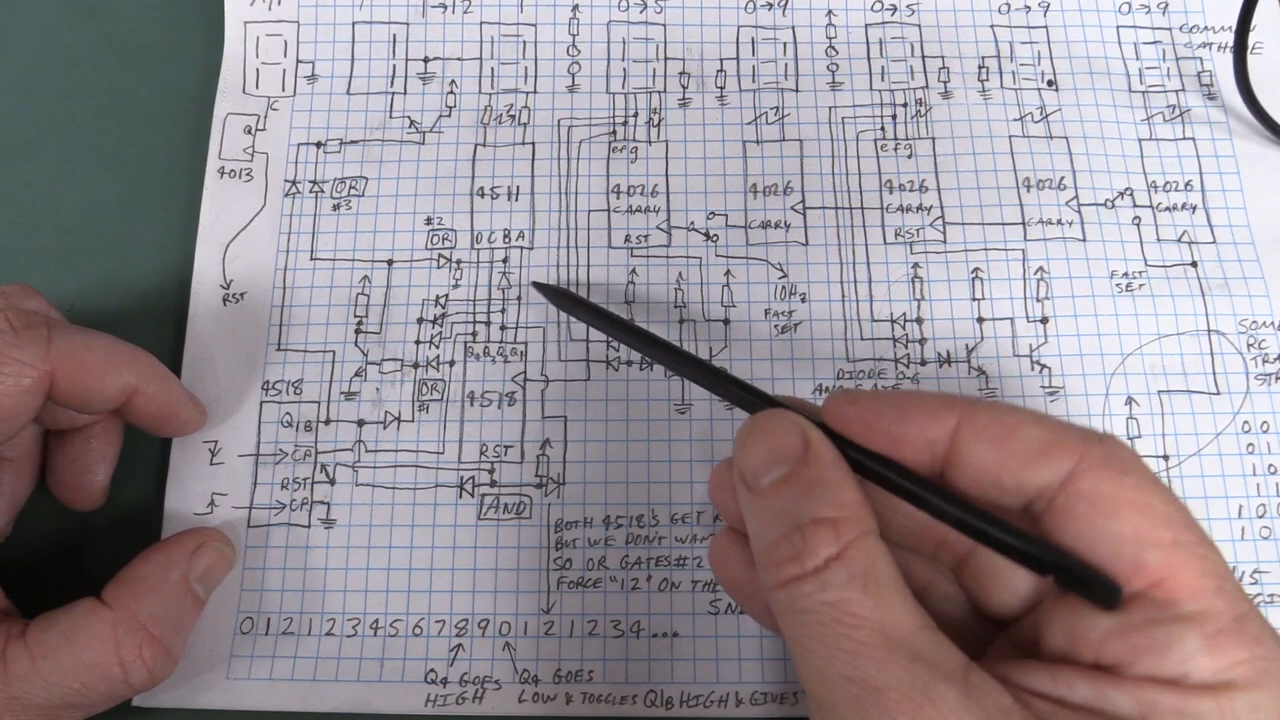 1→12
1
0→5
0→9
0→5
0→9
0→9
COMMON
CATHODE
C
Q
4013
RST
OR
#3
4511
D C B A
#2
OR
efg
4026
CARRY
RST
4026
CARRY
10Hz
FAST
SET
efg
4026
CARRY
RST
4026
CARRY
4026
CARRY
FAST
SET
4518
Q1B
CP
RST
CP
Q4 Q3 Q2 Q1
4518
RST
OR
#1
AND
DIODE
RC
BOTH 4518'S GET
BUT WE DON'T WAN
SO OR GATES #2
FORCE "12" ON THE
0 1 2 1 2 3 4 5 6 7 8 9 0 1 2 1 2 3 4 ...
Q4 GOES
HIGH
Q4 GOES
LOW & TOGGLES Q1B HIGH & GIVES